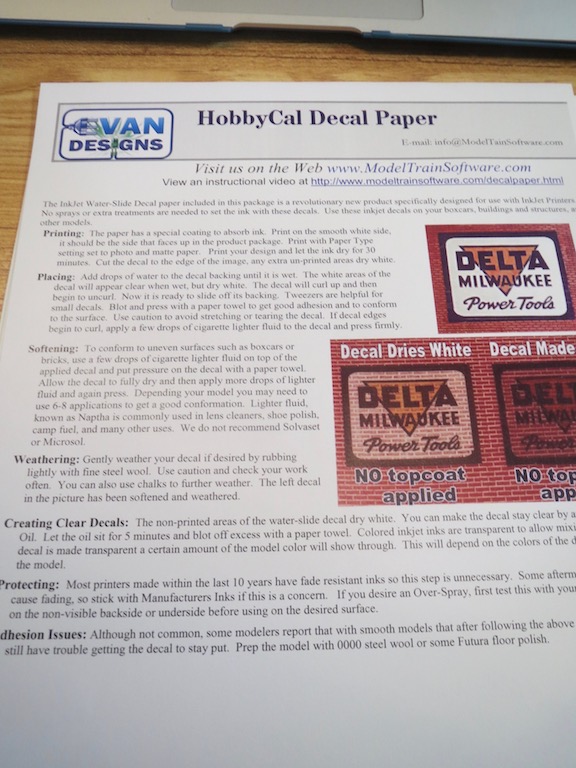 EVAN
DESIGNS
HobbyCal Decal Paper
E-mail: info@ModelTainSoftware.com
Visit us on the Web www.ModelTrainSoftware.com
View an instructional video at http://www.modeltrainsoftware.com/decalpaper.html
The InkJet Water-Slide Decal paper included in this package is a revolutionary new product specifically designed for use with InkJet Printers
No sprays or extra treatments are needed to set the ink with these decals. Use these inkjet decals on your boxcars, buildings and structures,
other models.
Printing: The paper has a special coating to absorb ink. Print on the smooth white side,
it should be the side that faces up in the product package. Print with Paper Type
setting set to photo and matte paper. Print your design and let the ink dry for 30
minutes. Cut the decal to the edge of the image, any extra un-printed areas dry white.
Placing: Add drops of water to the decal backing until it is wet. The white areas of the
decal will appear clear when wet, but dry white. The decal will curl up and then
begin to uncurl. Now it is ready to slide off its backing. Tweezers are helpful for
small decals. Blot and press with a paper towel to get good adhesion and to conform
to the surface. Use caution to avoid stretching or tearing the decal. If decal edges
begin to curl, apply a few drops of cigarette lighter fluid to the decal and press firmly.
DELTA
MILWAUKEE
Power Tools
Softening: To conform to uneven surfaces such as boxcars or
bricks, use a few drops of cigarette lighter fluid on top of the
applied decal and put pressure on the decal with a paper towel.
Allow the decal to fully dry and then apply more drops of lighter
fluid and again press. Depending your model you may need to
use 6-8 applications to get a good conformation. Lighter fluid,
known as Naptha is commonly used in lens cleaners, shoe polish,
camp fuel, and many other uses. We do not recommend Solvaset
or Microsol.
Decal Dries White
DELTA
MILWAUKEE
Power Tools
NO topcoat
applied
Decal Made
DELTA
MILWAUKEE
Power Tools
NO top
app
Weathering: Gently weather your decal if desired by rubbing
lightly with fine steel wool. Use caution and check your work
often. You can also use chalks to further weather. The left decal
in the picture has been softened and weathered.
Creating Clear Decals: The non-printed areas of the water-slide decal dry white. You can make the decal stay clear by a
Oil. Let the oil sit for 5 minutes and blot off excess with a paper towel. Colored inkjet inks are transparent to allow mixi
decal is made transparent a certain amount of the model color will show through. This will depend on the colors of the d
the model.
Protecting: Most printers made within the last 10 years have fade resistant inks so this step is unnecessary. Some afterm
cause fading, so stick with Manufacturers Inks if this is a concern. If you desire an Over-Spray, first test this with your
on the non-visible backside or underside before using on the desired surface.
dhesion Issues: Although not common, some modelers report that with smooth models that after following the above
still have trouble getting the decal to stay put. Prep the model with 0000 steel wool or some Futura floor polish.